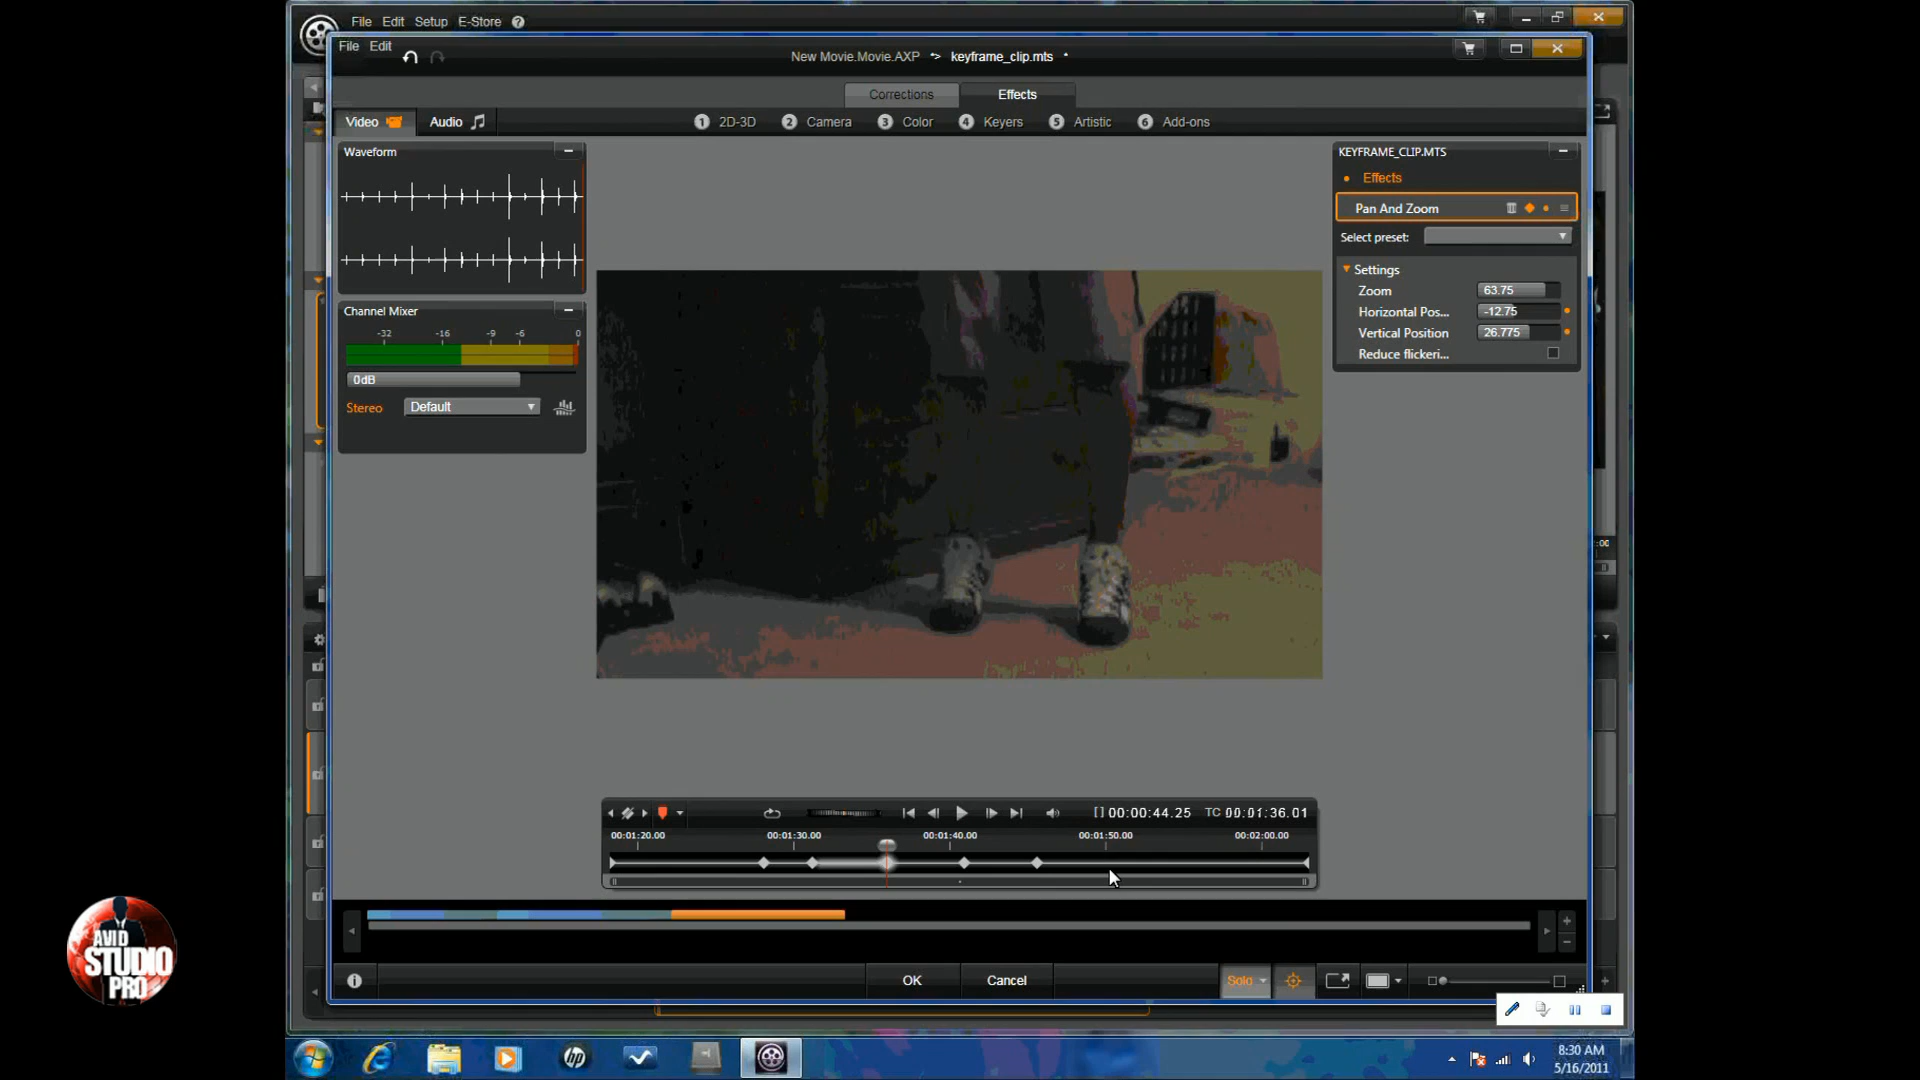 File Edit Setup E-Store ?
File Edit
New Movie.Movie.AXP keyframe_clip.mts
Corrections Effects
Video Audio
1 2D-3D 2 Camera 3 Color 4 Keyers 5 Artistic 6 Add-ons
Waveform
KEYFRAME_CLIP.MTS
Effects
Pan And Zoom
Select preset:
Settings
Zoom 63.75
Horizontal Pos... -12.75
Vertical Position 26.775
Reduce flickeri...
Channel Mixer
-32 -16 -9 -6 0
0dB
Stereo Default
:00
[] 00:00:44.25 TC 00:01:36.01
00:01:20.00 00:01:30.00 00:01:40.00 00:01:50.00 00:02:00.00
OK Cancel
Solo
AVID
STUDIO
PRO
hp
8:30 AM
5/16/2011